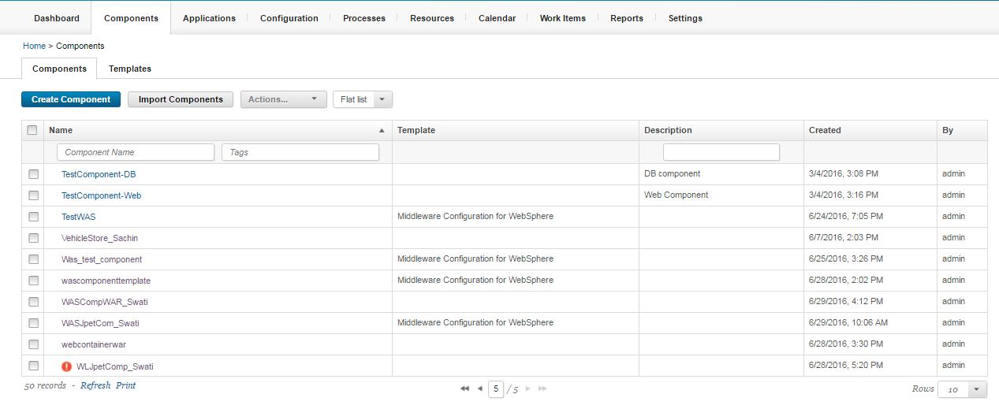 Dashboard Components Applications Configuration Processes Resources Calendar Work Items Reports Settings
Home > Components
Components Templates
Create Component Import Components Actions... Flat list
Name Template Description Created By
Component Name Tags
TestComponent-DB DB component 3/4/2016, 3:08 PM admin
TestComponent-Web Web Component 3/4/2016, 3:16 PM admin
TestWAS Middleware Configuration for WebSphere 6/24/2016, 7:05 PM admin
VehicleStore_Sachin 6/7/2016, 2:03 PM admin
Was_test_component Middleware Configuration for WebSphere 6/25/2016, 3:26 PM admin
wascomponenttemplate Middleware Configuration for WebSphere 6/28/2016, 2:02 PM admin
WASCompWAR_Swati 6/29/2016, 4:12 PM admin
WASJpetCom_Swati Middleware Configuration for WebSphere 6/29/2016, 10:06 AM admin
webcontainerwar 6/28/2016, 3:30 PM admin
WLJpetComp_Swati 6/28/2016, 5:20 PM admin
50 records - Refresh Print 5 / 5 Rows 10